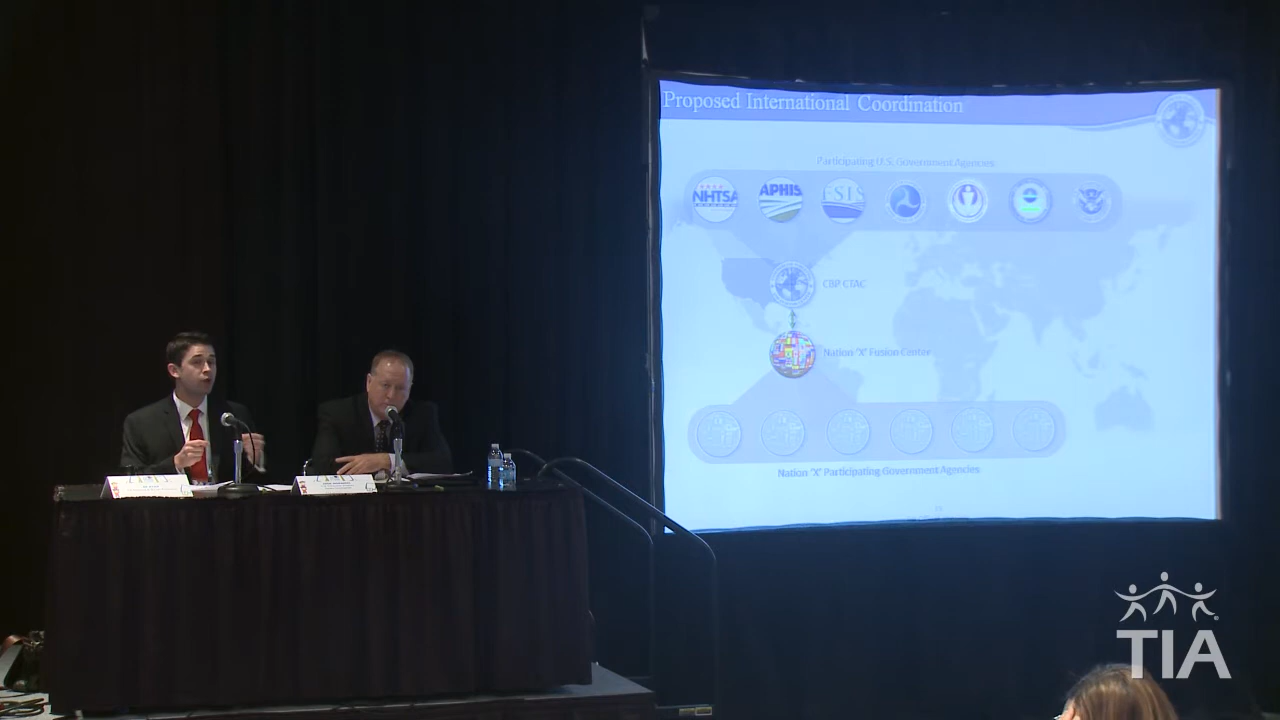 Proposed International Coordination
Participating U.S. Government Agencies
NHTSA
APHIS
FSIS
CBP CTAC
Nation 'X' Fusion Center
Nation 'X' Participating Government Agencies
TIA